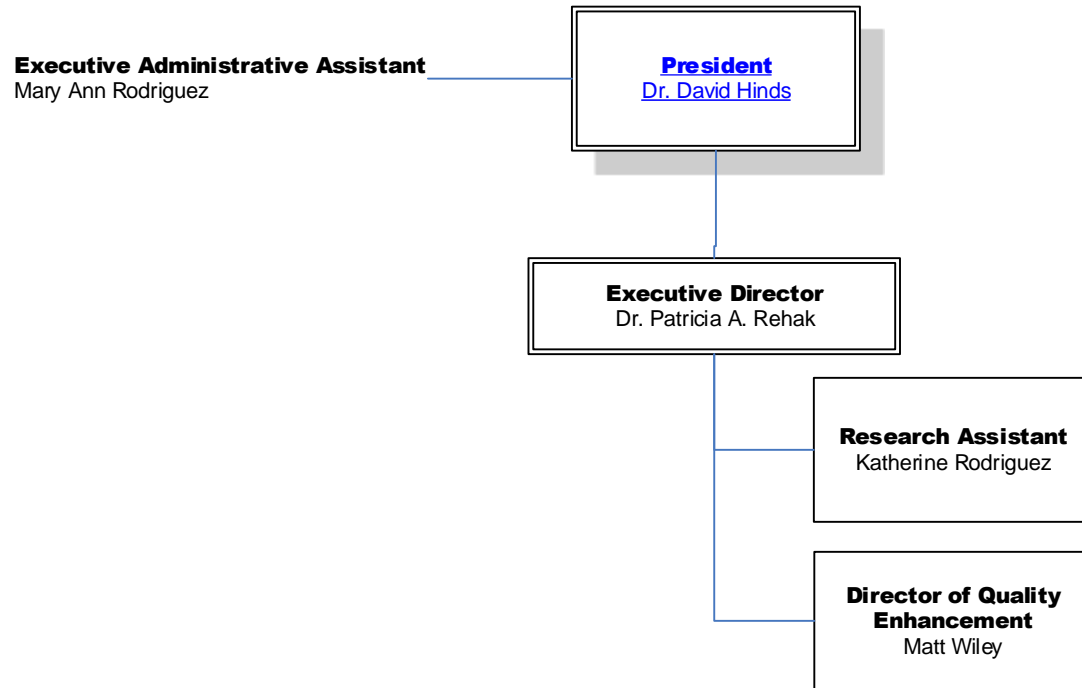 Executive Administrative Assistant
Mary Ann Rodriguez
President
Dr. David Hinds
Executive Director
Dr. Patricia A. Rehak
Research Assistant
Katherine Rodriguez
Director of Quality
Enhancement
Matt Wiley